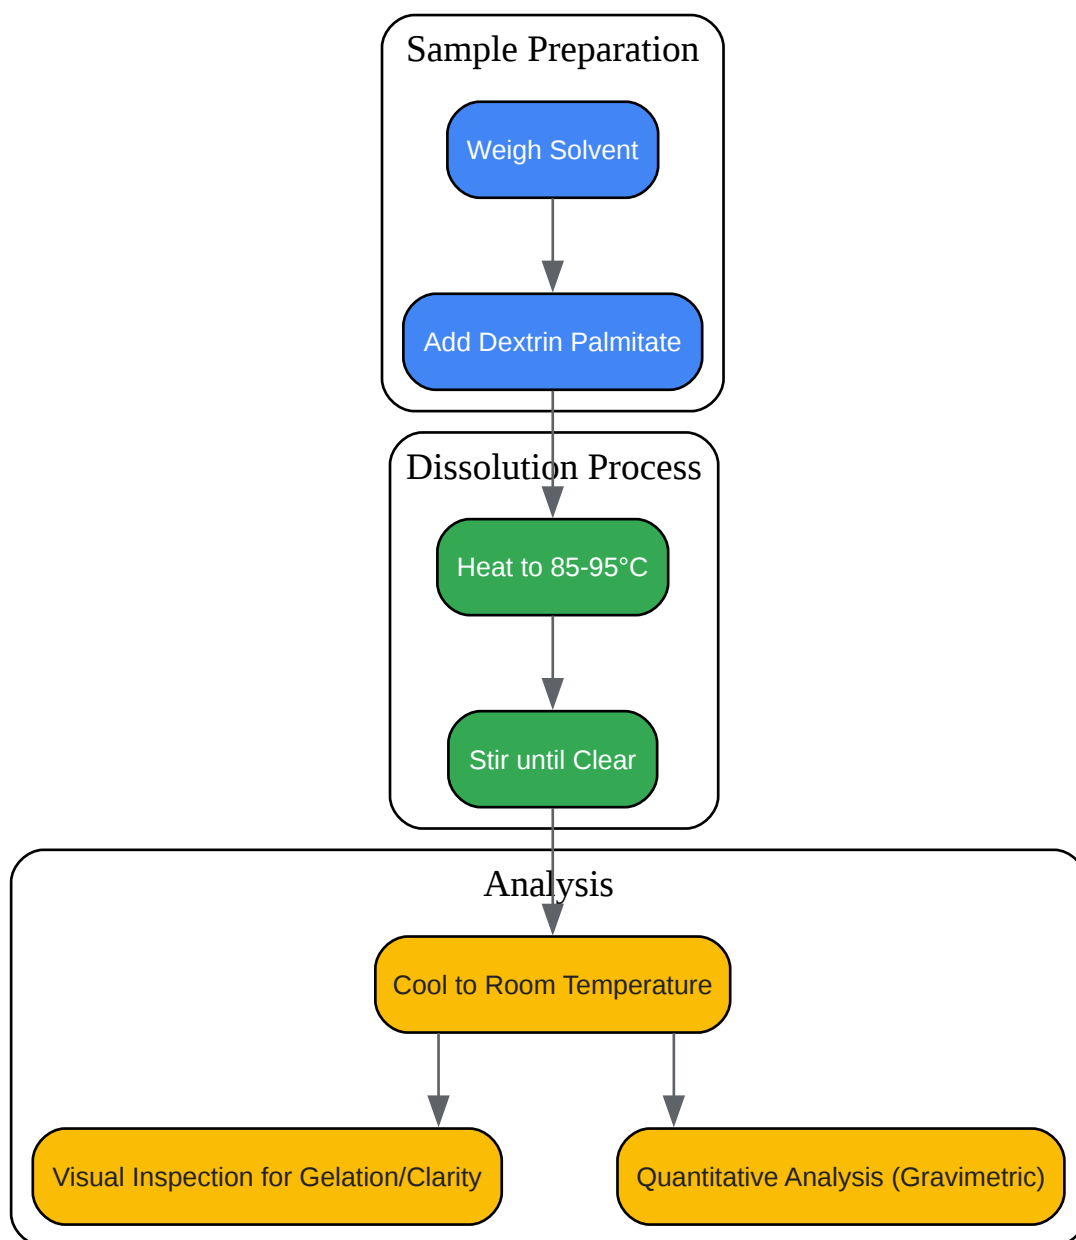 Sample Preparation
Weigh Solvent
Add Dextrin Palmitate
Dissolution Process
Heat to 85-95°C
Stir until Clear
Analysis
Cool to Room Temperature
Visual Inspection for Gelation/Clarity
Quantitative Analysis (Gravimetric)